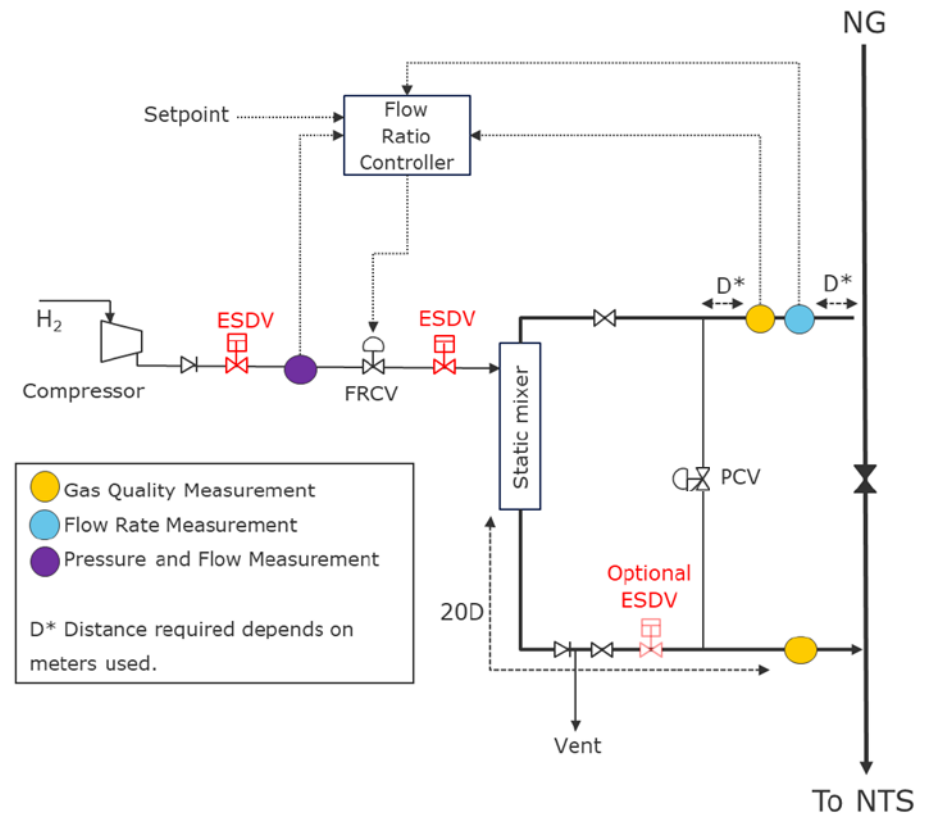 NG
Setpoint
Flow
Ratio
Controller
D*
D*
H₂
ESDV
ESDV
Compressor
FRCV
Static mixer
PCV
Gas Quality Measurement
Flow Rate Measurement
Pressure and Flow Measurement
D* Distance required depends on
meters used.
Optional
ESDV
20D
Vent
To NTS